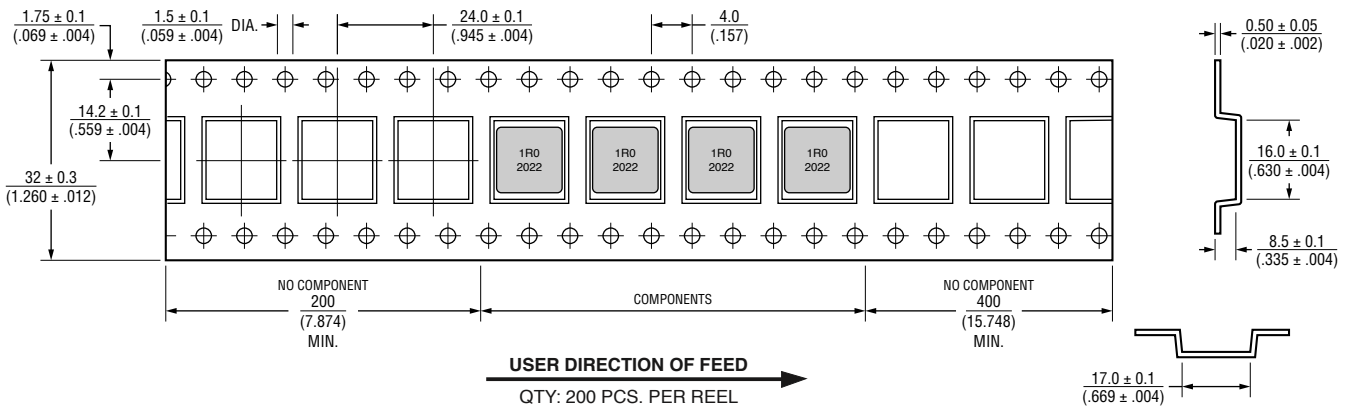 1.75 ± 0.1
(.069 ± .004)
1.5 ± 0.1
(.059 ± .004)
DIA.
24.0 ± 0.1
(.945 ± .004)
4.0
(.157)
0.50 ± 0.05
(.020 ± .002)
14.2 ± 0.1
(.559 ± .004)
32 ± 0.3
(1.260 ± .012)
1R0
2022
1R0
2022
1R0
2022
1R0
2022
16.0 ± 0.1
(.630 ± .004)
8.5 ± 0.1
(.335 ± .004)
NO COMPONENT
200
(7.874)
MIN.
COMPONENTS
NO COMPONENT
400
(15.748)
MIN.
USER DIRECTION OF FEED
QTY: 200 PCS. PER REEL
17.0 ± 0.1
(.669 ± .004)